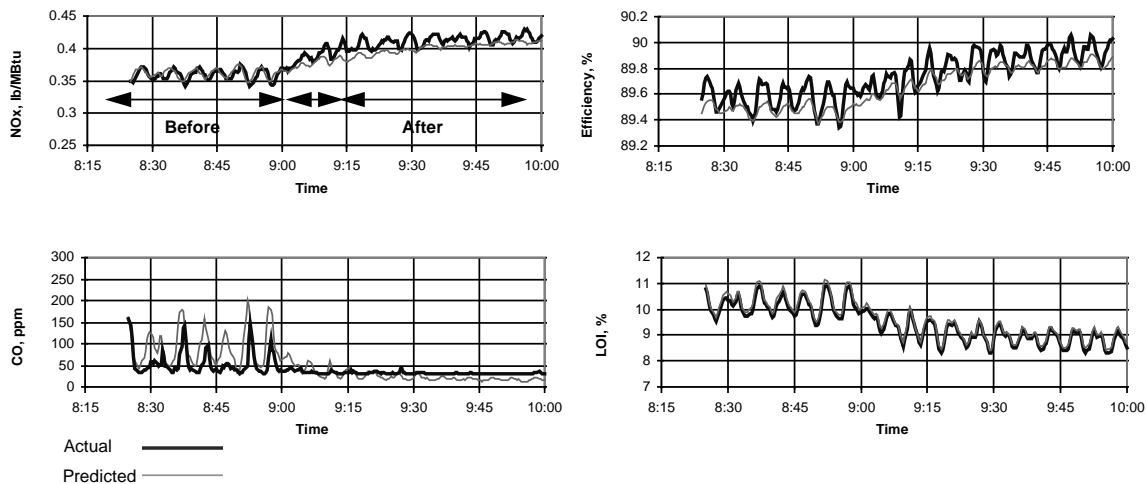 0.45
0.4
0.35
0.3
0.25
NOx, lb/MBtu
Before
After
8:15 8:30 8:45 9:00 9:15 9:30 9:45 10:00
Time
90.2
90
89.8
89.6
89.4
89.2
Efficiency, %
8:15 8:30 8:45 9:00 9:15 9:30 9:45 10:00
Time
300
250
200
150
100
50
0
CO, ppm
8:15 8:30 8:45 9:00 9:15 9:30 9:45 10:00
Time
12
11
10
9
8
7
LOI, %
8:15 8:30 8:45 9:00 9:15 9:30 9:45 10:00
Time
Actual
Predicted